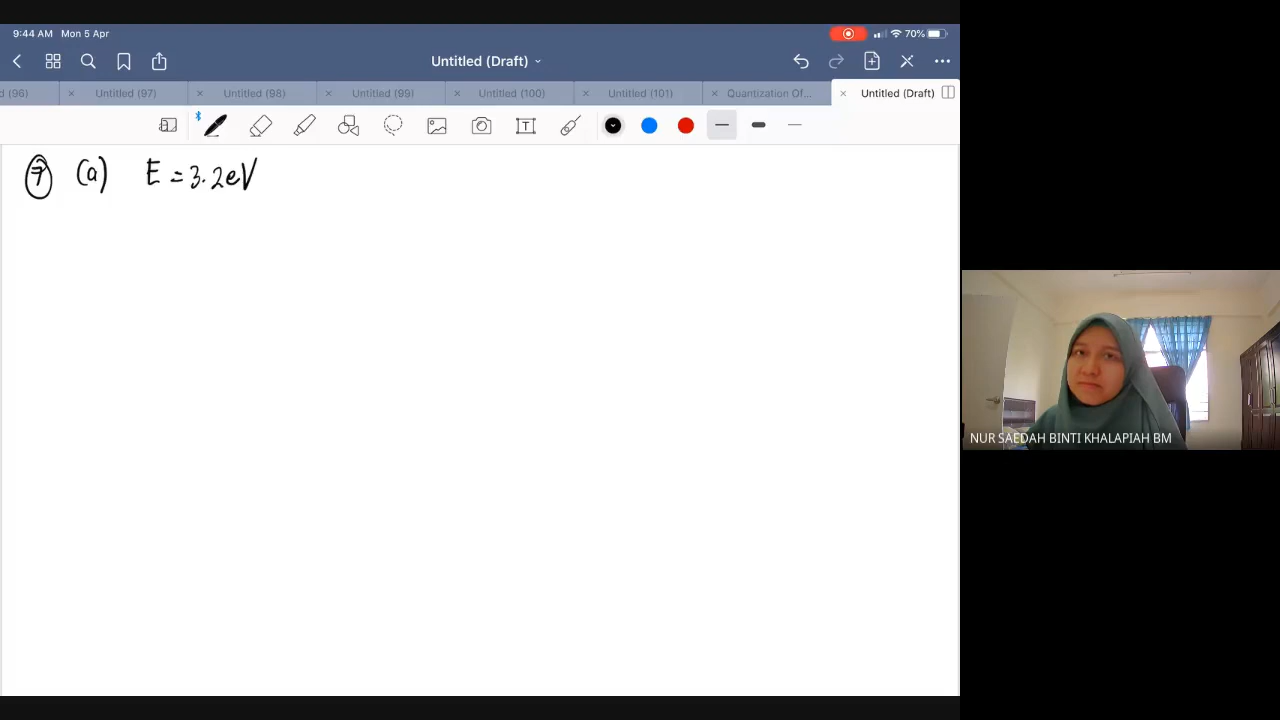 9:44 AM Mon 5 Apr
70%
Untitled (Draft)
d (96)
Untitled (97)
Untitled (98)
Untitled (99)
Untitled (100)
Untitled (101)
Quantization Of...
Untitled (Draft)
T
7 (a) E = 3.2eV
NUR SAEDAH BINTI KHALAPIAH BM